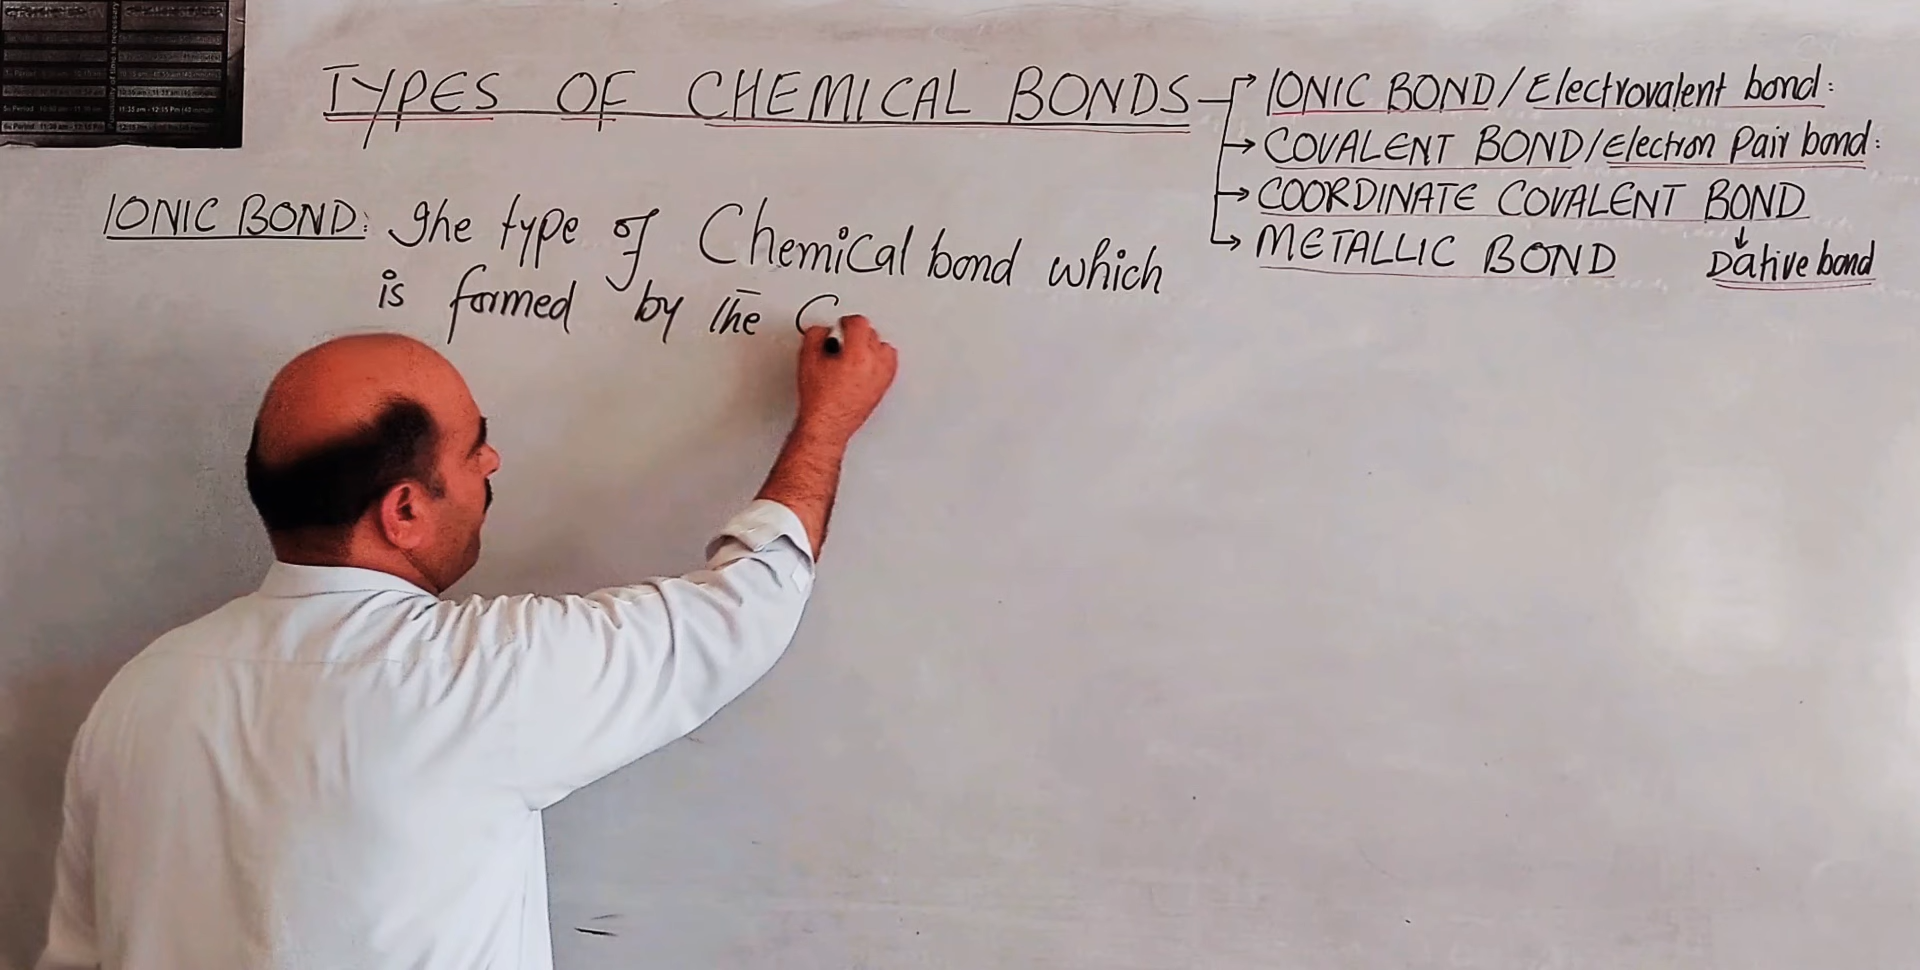 TYPES OF CHEMICAL BONDS
IONIC BOND/Electrovalent bond:
COVALENT BOND/Electron Pair bond:
COORDINATE COVALENT BOND
METALLIC BOND
Dative bond
IONIC BOND: The type of Chemical bond which
is formed by the C